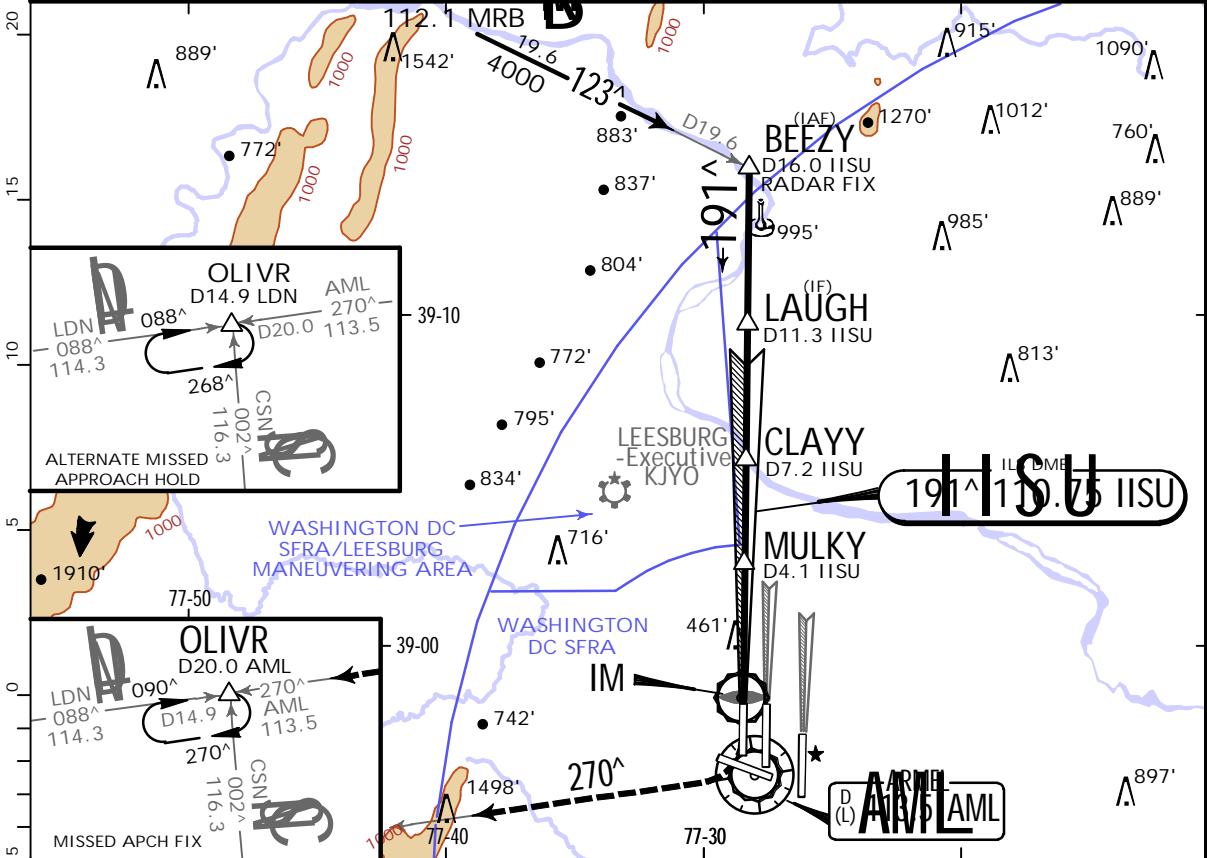 20
112.1 MRB
D
19.6
4000
123^
D19.6
889'
1542'
1000
1000
1000
772'
883'
837'
804'
915'
1090'
1270'
1012'
760'
(IAF)
BEEZY
D16.0 IISU
RADAR FIX
191^
995'
985'
889'
15
OLIVR
D14.9 LDN
AML
270^
113.5
D20.0
LDN
088^
114.3
088^
268^
CSN
002^
116.3
ALTERNATE MISSED
APPROACH HOLD
39-10
10
(IF)
LAUGH
D11.3 IISU
813'
772'
795'
834'
LEESBURG
-Executive
KJYO
CLAYY
D7.2 IISU
ILS DME
191^ 110.75 IISU
IISU
5
1000
1910'
WASHINGTON DC
SFRA/LEESBURG
MANEUVERING AREA
716'
MULKY
D4.1 IISU
77-50
39-00
WASHINGTON
DC SFRA
461'
IM
0
OLIVR
D20.0 AML
LDN
088^
114.3
090^
D14.9
270^
AML
113.5
270^
CSN
002^
116.3
MISSED APCH FIX
742'
1498'
1000
270^
77-40
77-30
ARMEL
D
(L)
113.5 AML
AML
897'
5